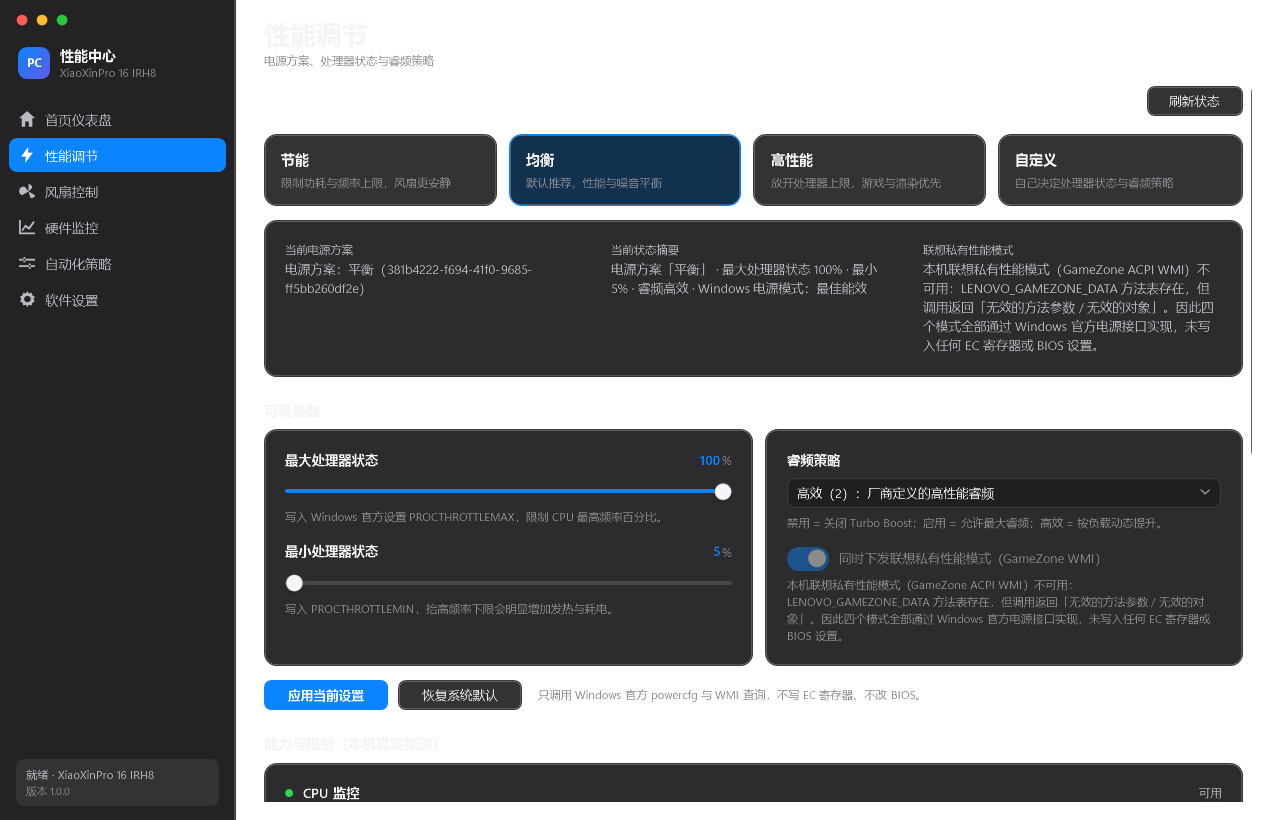 PC
性能中心
XiaoXinPro 16 IRH8
首页仪表盘
性能调节
风扇控制
硬件监控
自动化策略
软件设置
就绪 · XiaoXinPro 16 IRH8
版本 1.0.0
性能调节
电源方案、处理器状态与睿频策略
刷新状态
节能
限制功耗与频率上限，风扇更安静
均衡
默认推荐，性能与噪音平衡
高性能
放开处理器上限，游戏与渲染优先
自定义
自己决定处理器状态与睿频策略
当前电源方案
电源方案：平衡（381b4222-f694-41f0-9685-
ff5bb260df2e）
当前状态摘要
电源方案「平衡」 · 最大处理器状态 100% · 最小
5% · 睿频高效 · Windows 电源模式：最佳能效
联想私有性能模式
本机联想私有性能模式（GameZone ACPI WMI）不
可用：LENOVO_GAMEZONE_DATA 方法表存在，但
调用返回「无效的方法参数 / 无效的对象」。因此四
个模式全部通过 Windows 官方电源接口实现，未写
入任何 EC 寄存器或 BIOS 设置。
可调参数
最大处理器状态
100 %
写入 Windows 官方设置 PROCTHROTTLEMAX，限制 CPU 最高频率百分比。
最小处理器状态
5 %
写入 PROCTHROTTLEMIN，抬高频率下限会明显增加发热与耗电。
睿频策略
高效（2）：厂商定义的高性能睿频
禁用 = 关闭 Turbo Boost；启用 = 允许最大睿频；高效 = 按负载动态提升。
同时下发联想私有性能模式（GameZone WMI）
本机联想私有性能模式（GameZone ACPI WMI）不可用：
LENOVO_GAMEZONE_DATA 方法表存在，但调用返回「无效的方法参数 / 无效的对
象」。因此四个模式全部通过 Windows 官方电源接口实现，未写入任何 EC 寄存器或
BIOS 设置。
应用当前设置
恢复系统默认
只调用 Windows 官方 powercfg 与 WMI 查询，不写 EC 寄存器、不改 BIOS。
能力与限制（本机真实探测）
CPU 监控
可用